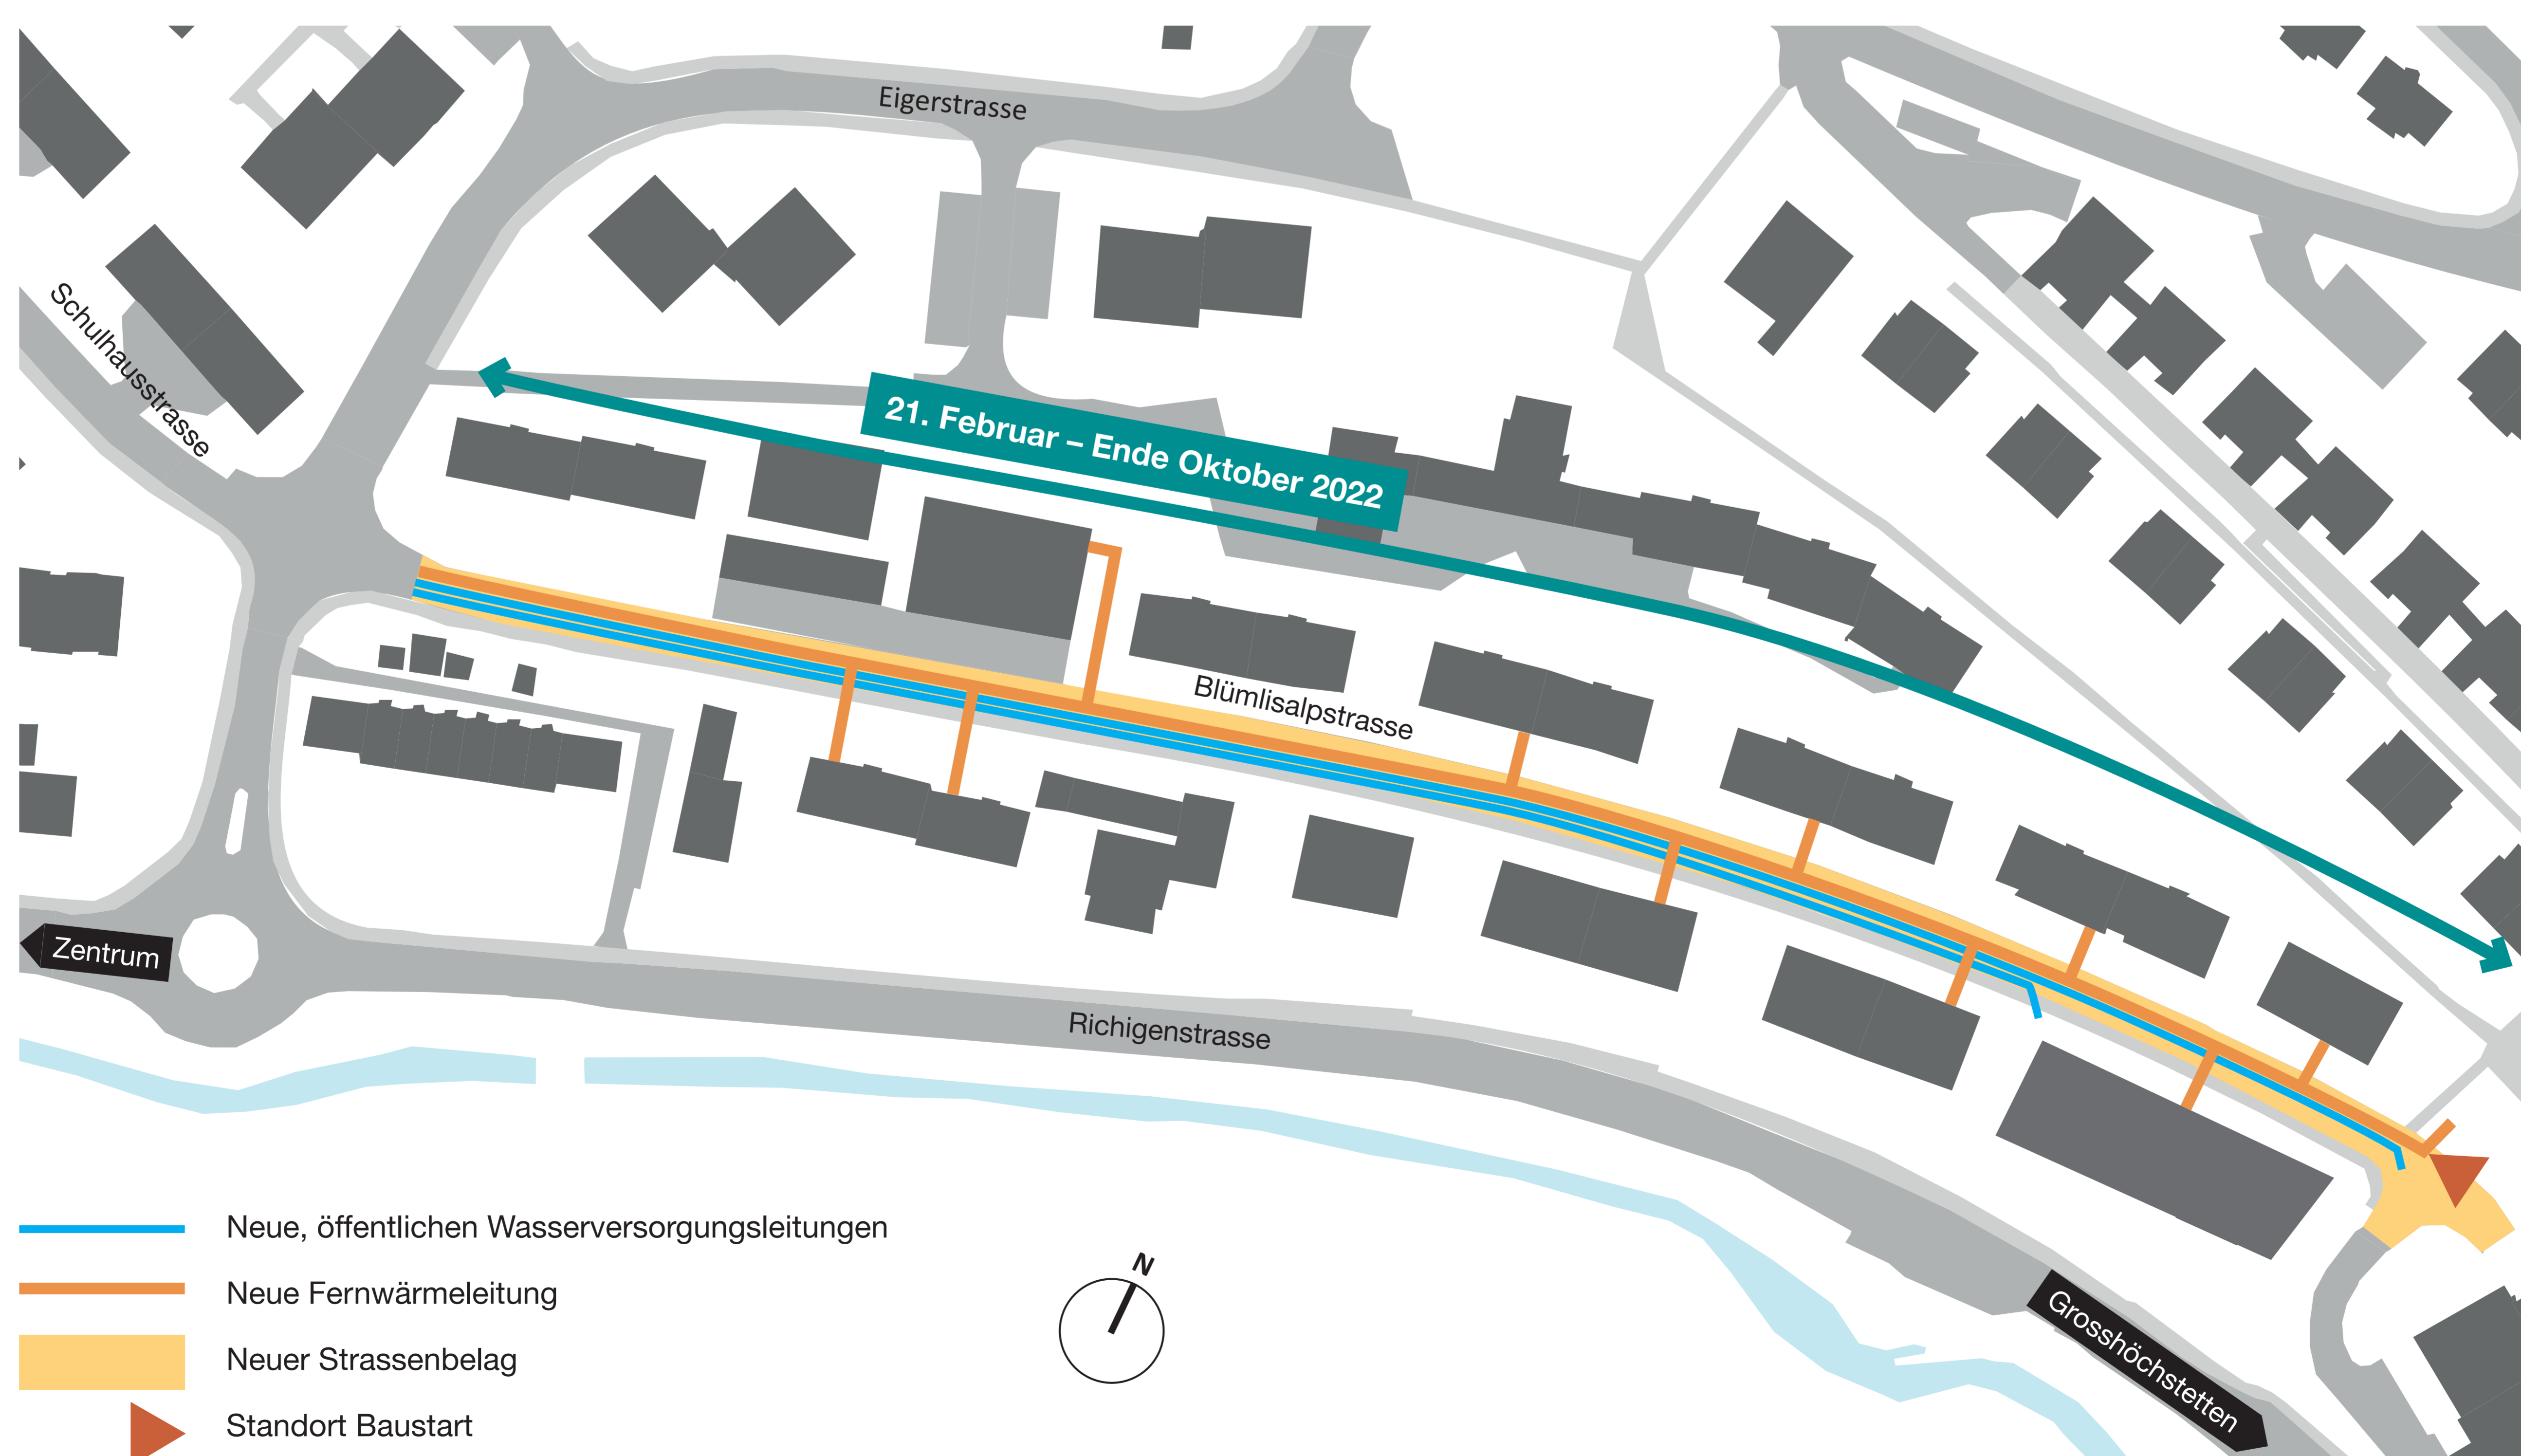 Eigerstrasse
Schulhausstrasse
21. Februar – Ende Oktober 2022
Blümlisalpstrasse
Zentrum
Richigenstrasse
Neue, öffentlichen Wasserversorgungsleitungen
N
Neue Fernwärmeleitung
Grosshöchstetten
Neuer Strassenbelag
Standort Baustart